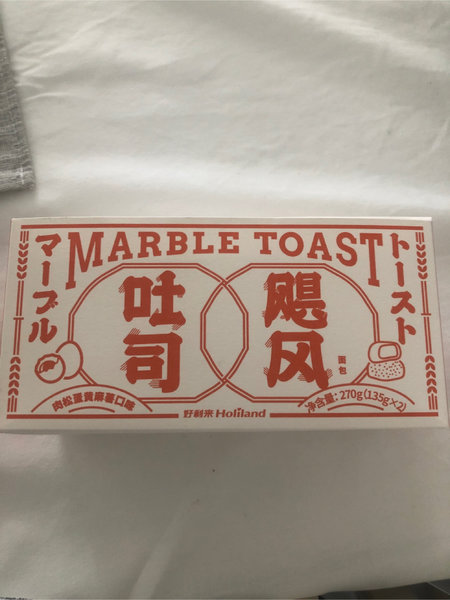 MARBLE TOAST
マーブル
トースト
飓风
吐司
面包
肉松蛋黄麻薯口味
好利来 Holiland
净含量：270g(135g×2)